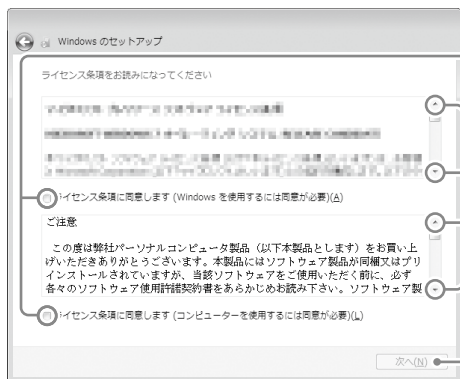 Windows のセットアップ
ライセンス条項をお読みになってください
ライセンス条項に同意します (Windows を使用するには同意が必要)(A)
ご注意
この度は弊社パーソナルコンピュータ製品（以下本製品とします）をお買い上
げいただきありがとうございます。本製品にはソフトウェア製品が同梱又はプリ
インストールされていますが、当該ソフトウェアをご使用いただく前に、必ず
各々のソフトウェア使用許諾契約書をあらかじめお読み下さい。ソフトウェア製
ライセンス条項に同意します (コンピューターを使用するには同意が必要)(L)
次へ(N)